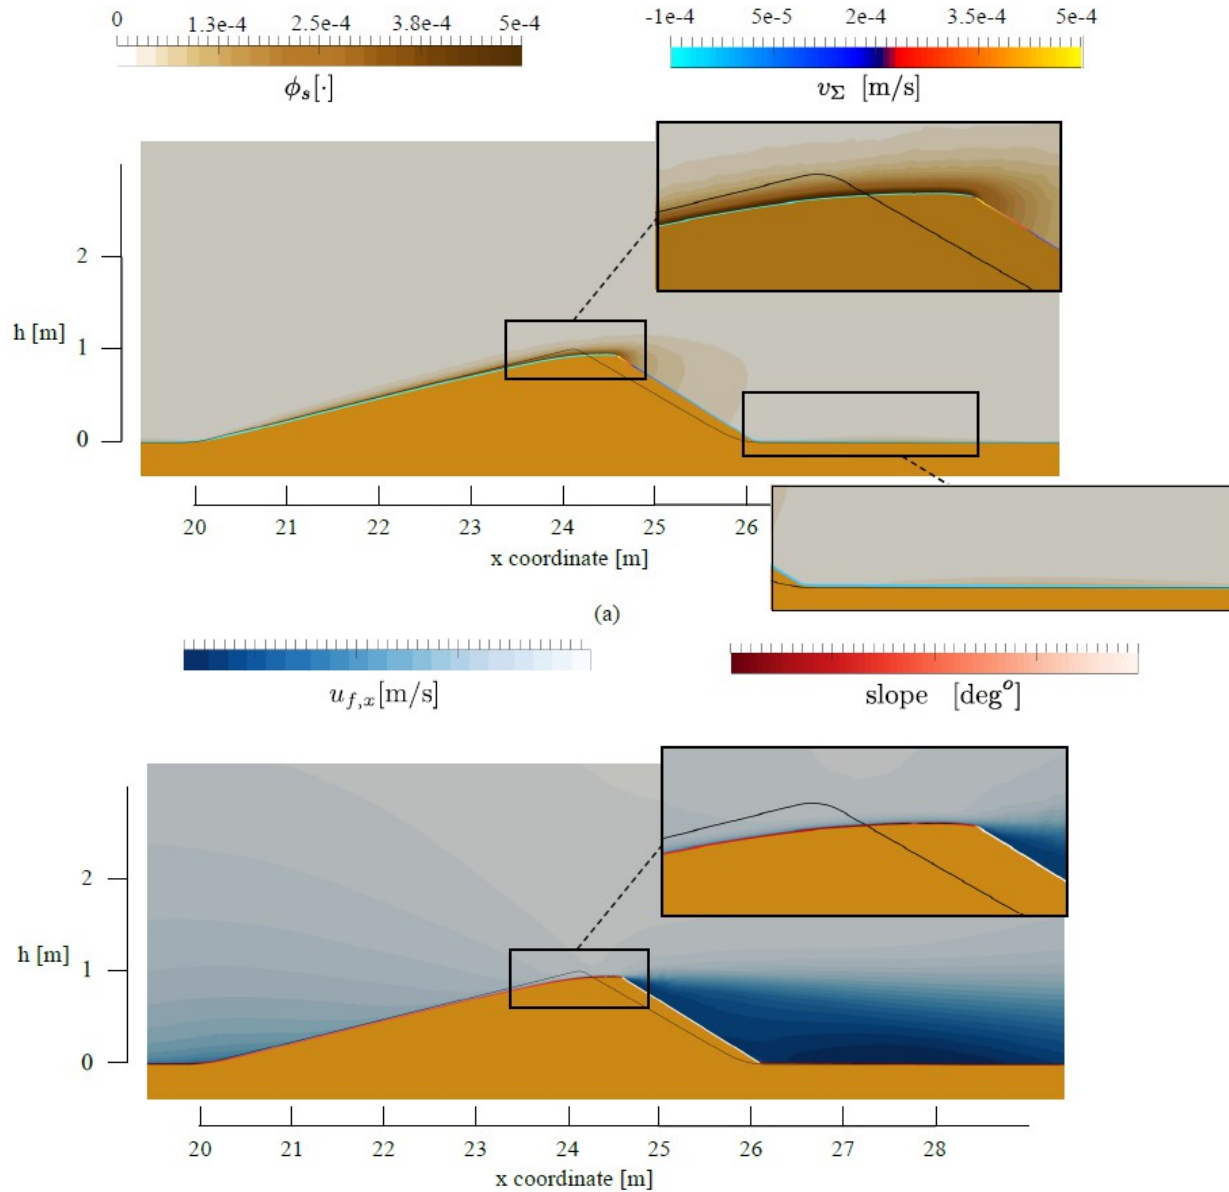 0 1.3e-4 2.5e-4 3.8e-4 5e-4
ϕₛ[·]
-1e-4 5e-5 2e-4 3.5e-4 5e-4
v_Σ [m/s]
2
h [m]
1
0
20 21 22 23 24 25 26
x coordinate [m]
(a)
u_{f,x}[m/s]
slope [deg^o]
2
h [m]
1
0
20 21 22 23 24 25 26 27 28
x coordinate [m]